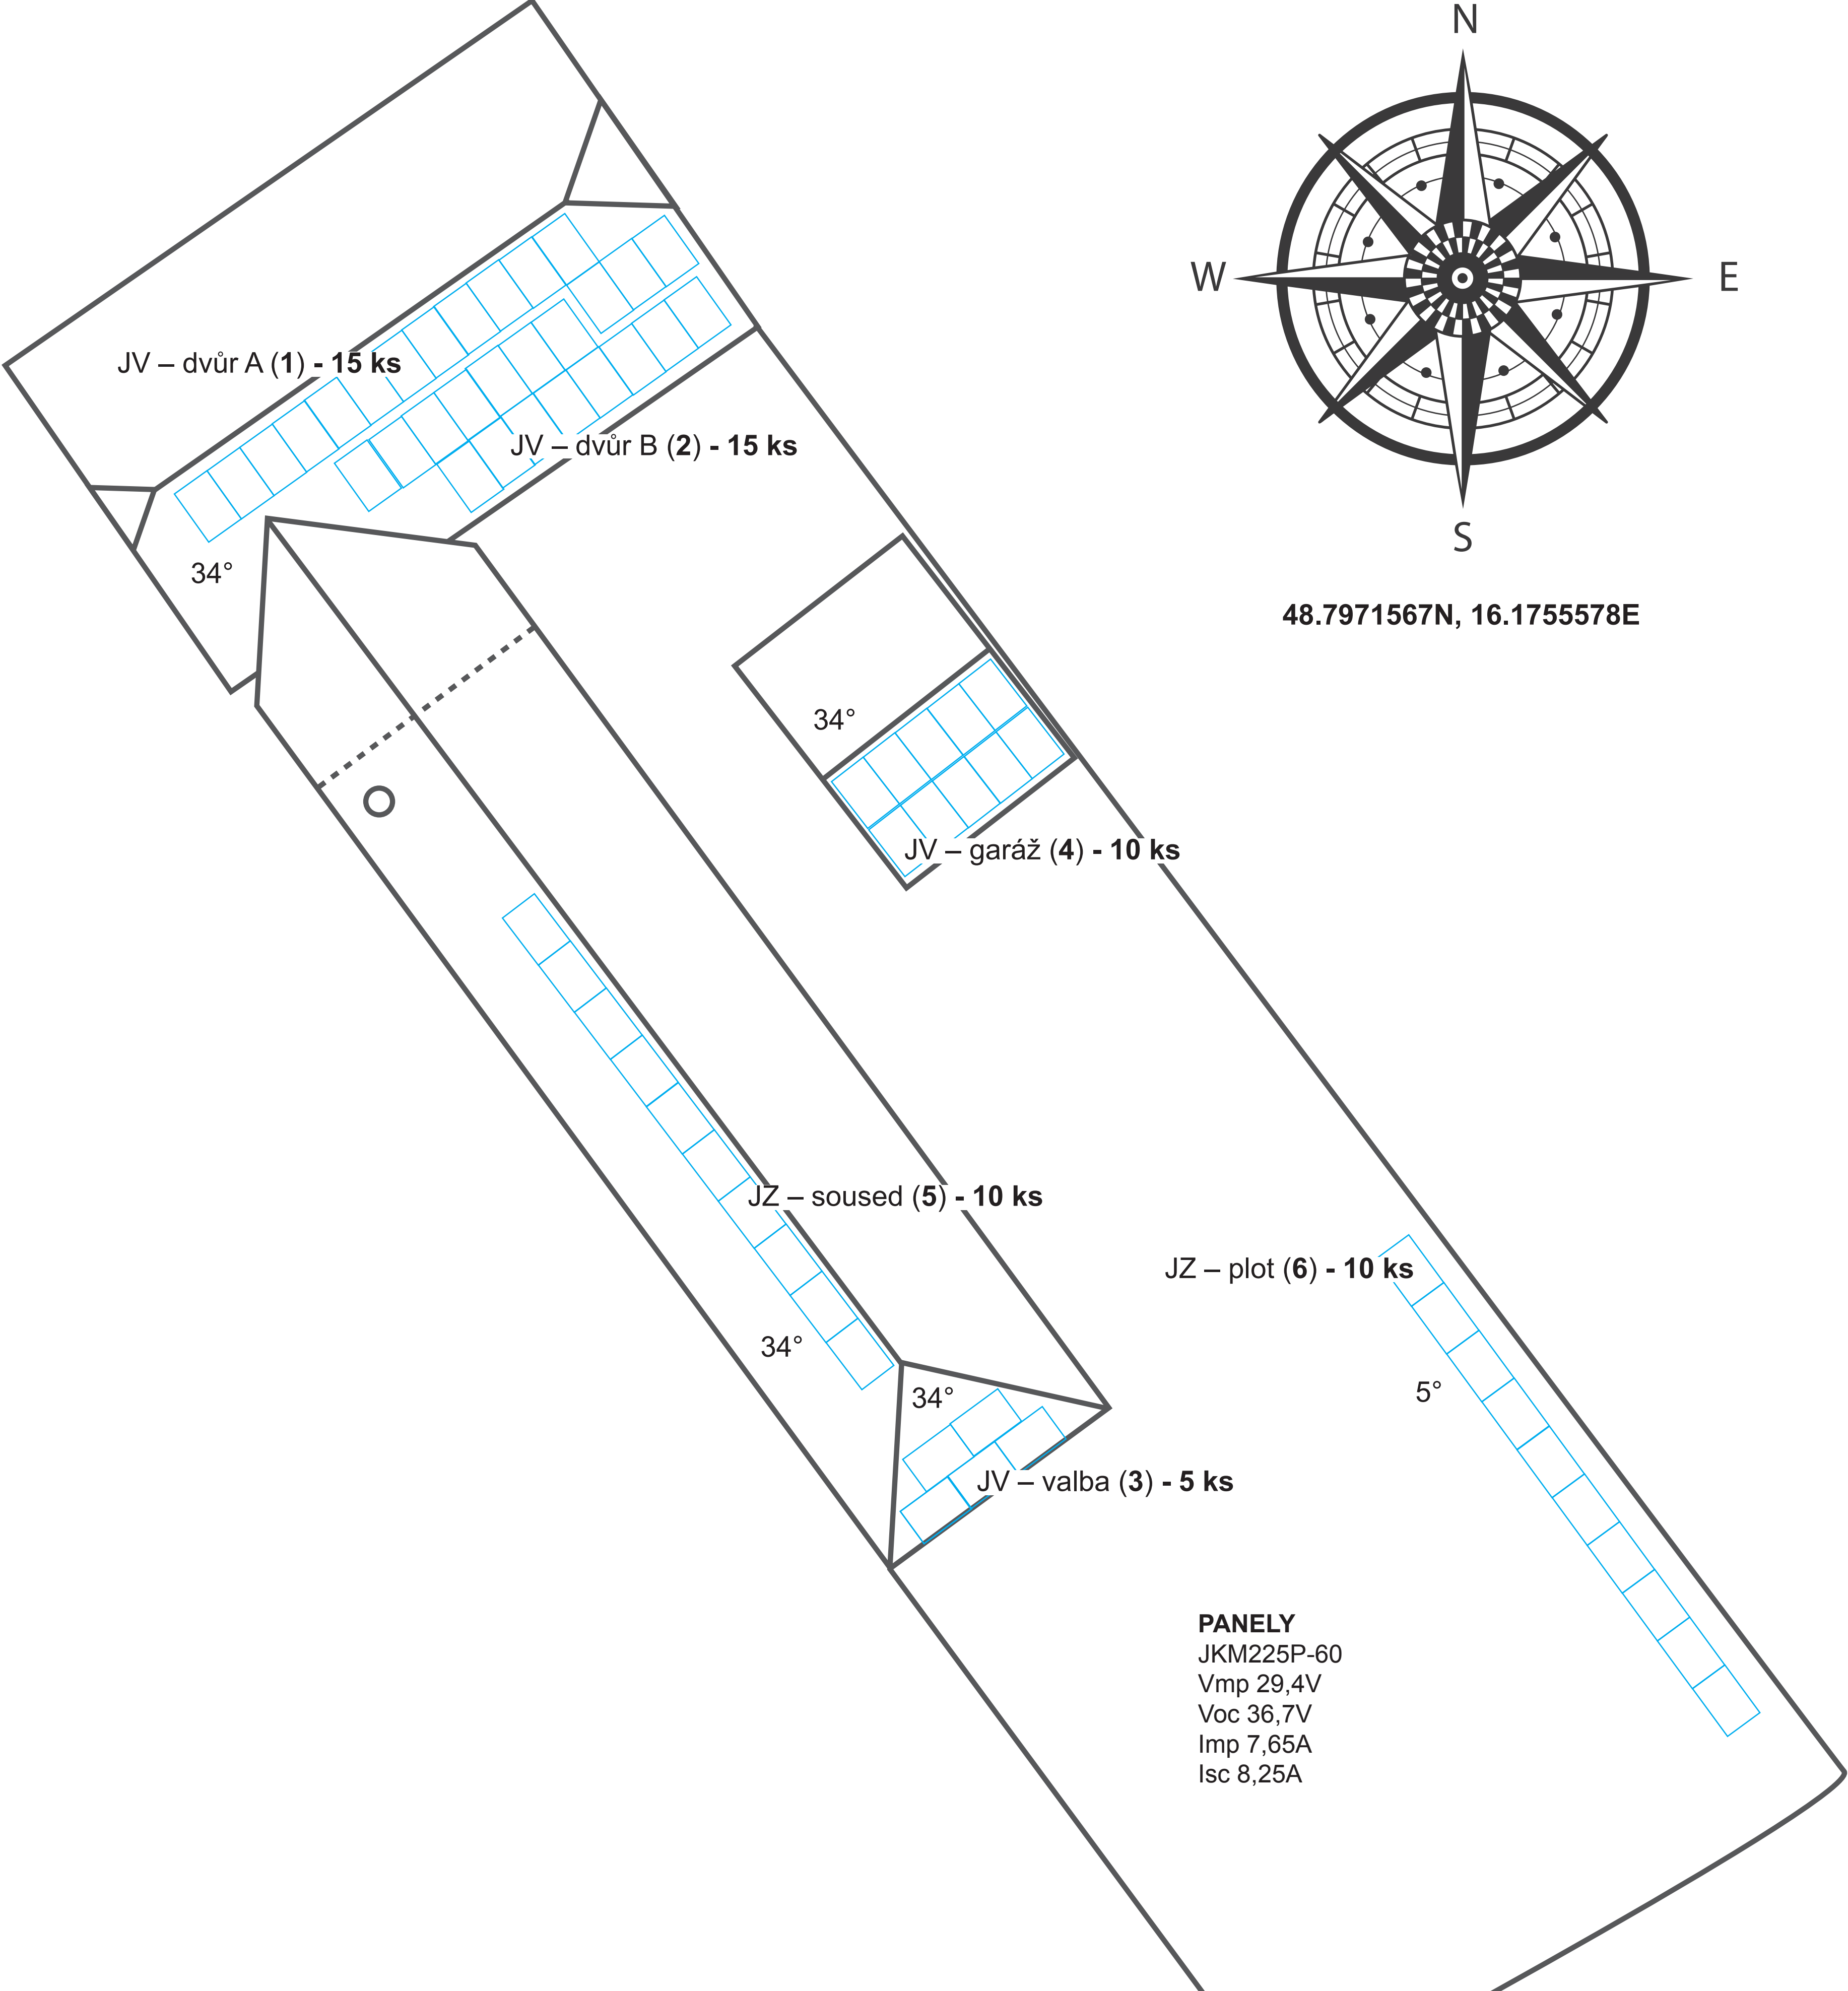 N
W
E
S
48.7971567N, 16.1755578E
JV – dvůr A (1) - 15 ks
JV – dvůr B (2) - 15 ks
34°
34°
JV – garáž (4) - 10 ks
JZ – soused (5) - 10 ks
JZ – plot (6) - 10 ks
34°
34°
5°
JV – valba (3) - 5 ks
PANELY
JKM225P-60
Vmp 29,4V
Voc 36,7V
Imp 7,65A
Isc 8,25A